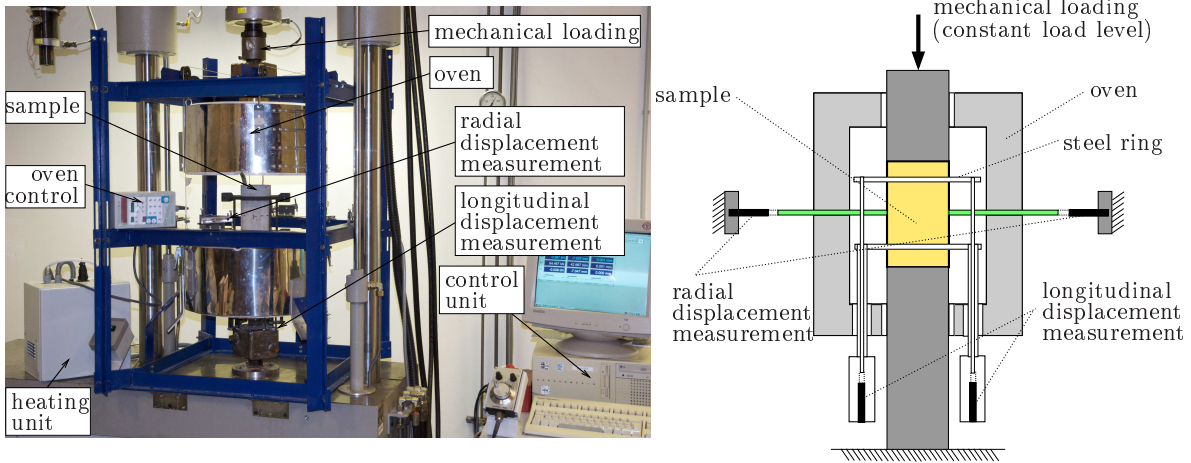 mechanical loading
oven
sample
radial
displacement
measurement
oven
control
longitudinal
displacement
measurement
control
unit
heating
unit
mechanical loading
(constant load level)
sample
oven
steel ring
radial
displacement
measurement
longitudinal
displacement
measurement